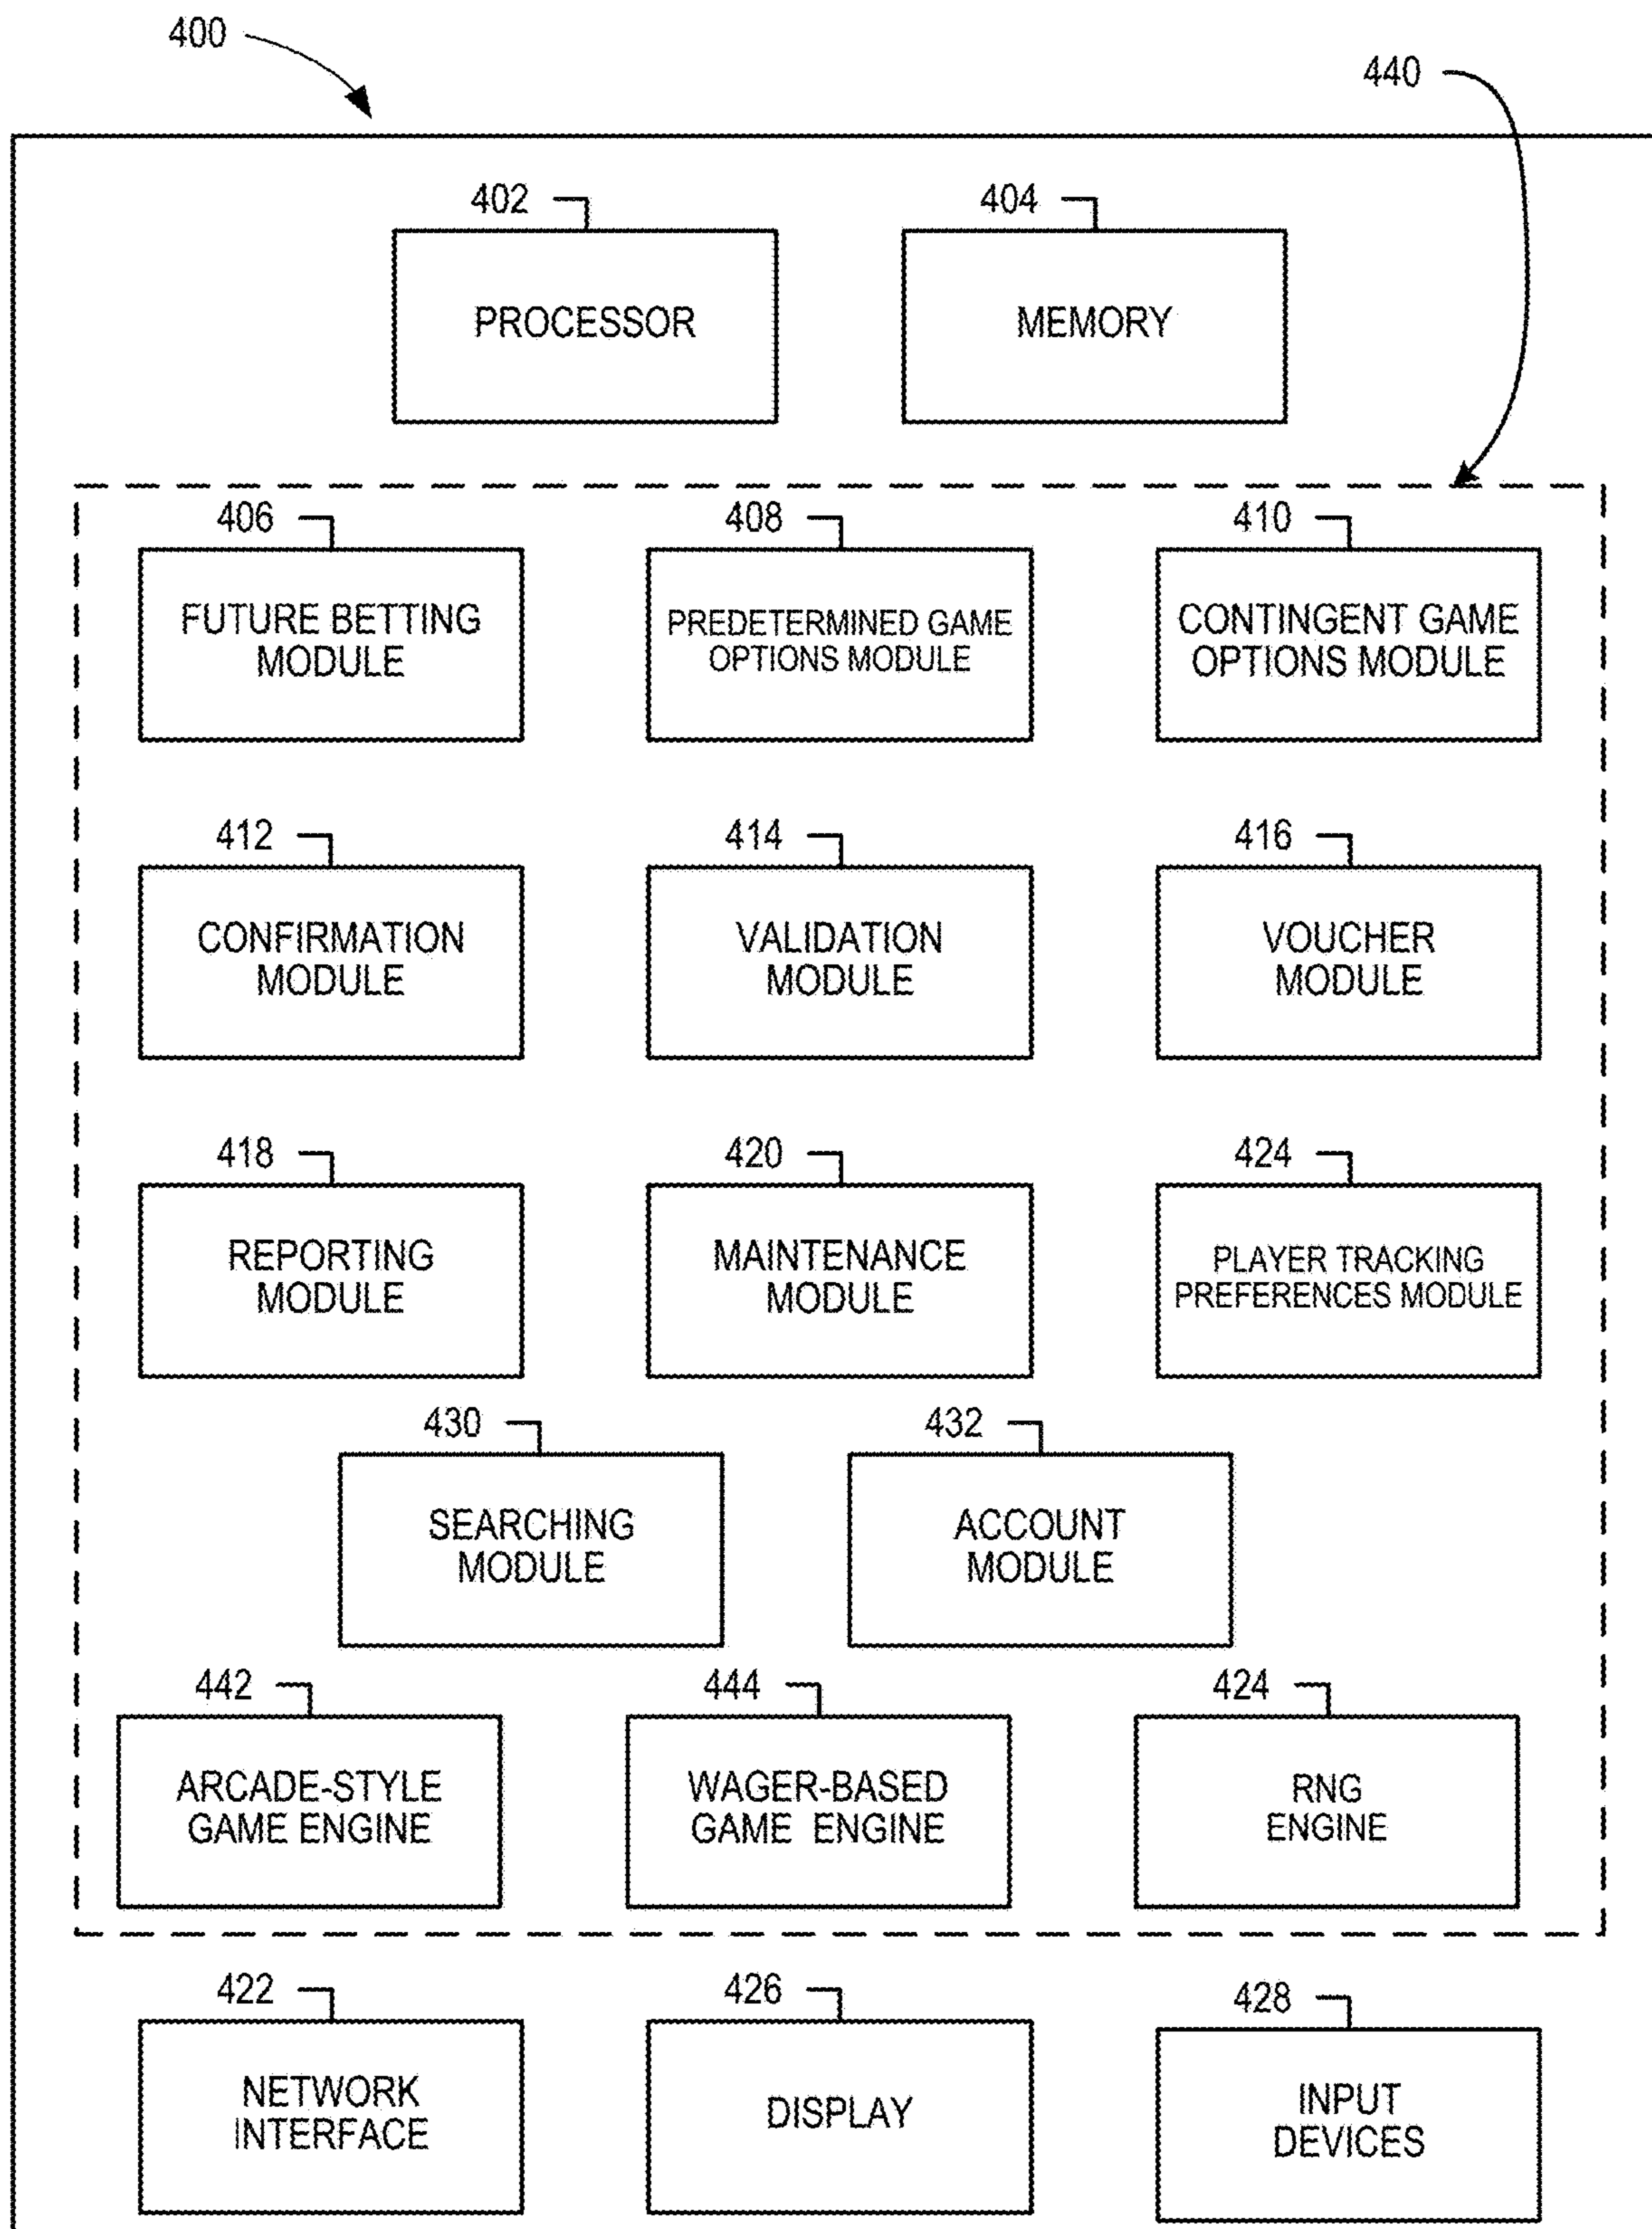 400
440
402
404
PROCESSOR
MEMORY
406
408
410
FUTURE BETTING
MODULE
PREDETERMINED GAME
OPTIONS MODULE
CONTINGENT GAME
OPTIONS MODULE
412
414
416
CONFIRMATION
MODULE
VALIDATION
MODULE
VOUCHER
MODULE
418
420
424
REPORTING
MODULE
MAINTENANCE
MODULE
PLAYER TRACKING
PREFERENCES MODULE
430
432
SEARCHING
MODULE
ACCOUNT
MODULE
442
444
424
ARCADE-STYLE
GAME ENGINE
WAGER-BASED
GAME ENGINE
RNG
ENGINE
422
426
428
NETWORK
INTERFACE
DISPLAY
INPUT
DEVICES